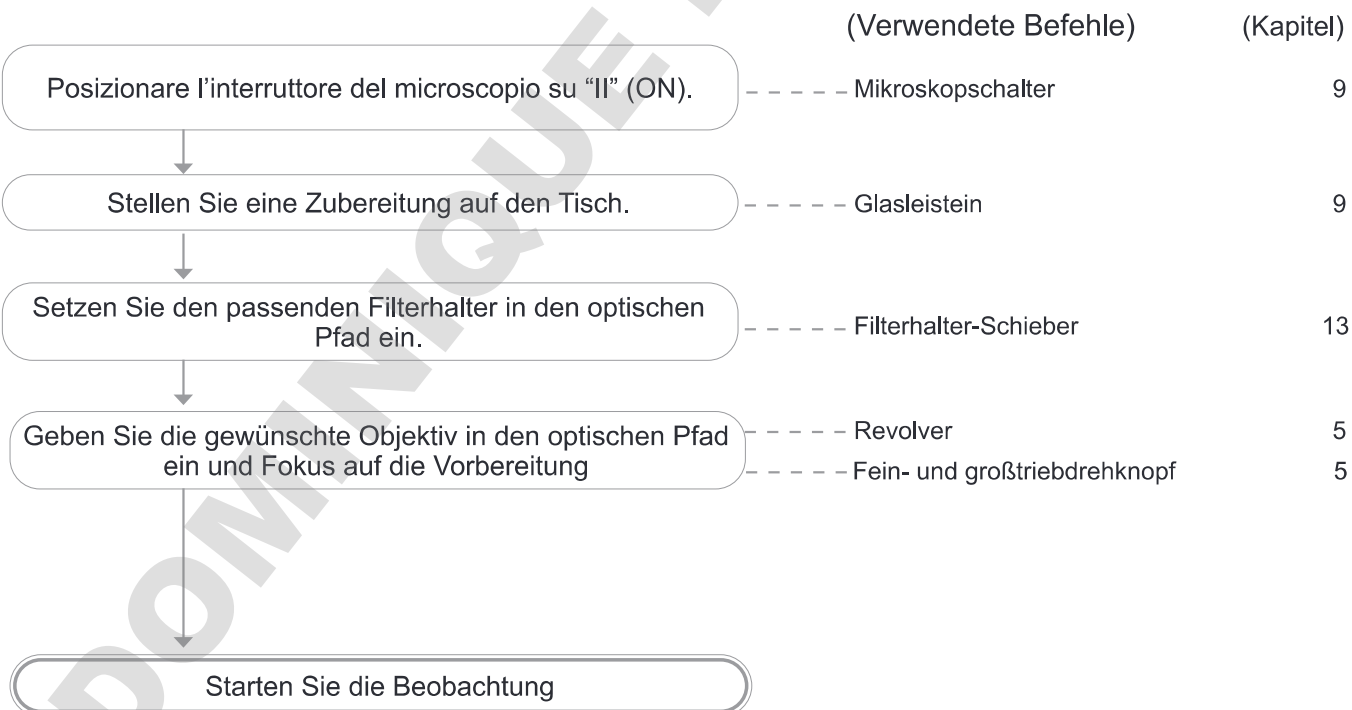 (Verwendete Befehle) (Kapitel)
Posizionare l'interruttore del microscopio su “II” (ON). Mikroskopschalter 9
Stellen Sie eine Zubereitung auf den Tisch. Glasleistein 9
Setzen Sie den passenden Filterhalter in den optischen
Pfad ein. Filterhalter-Schieber 13
Geben Sie die gewünschte Objektiv in den optischen Pfad
ein und Fokus auf die Vorbereitung
Revolver 5
Fein- und großtriebdrehknopf 5
Starten Sie die Beobachtung
DOMINIQUE